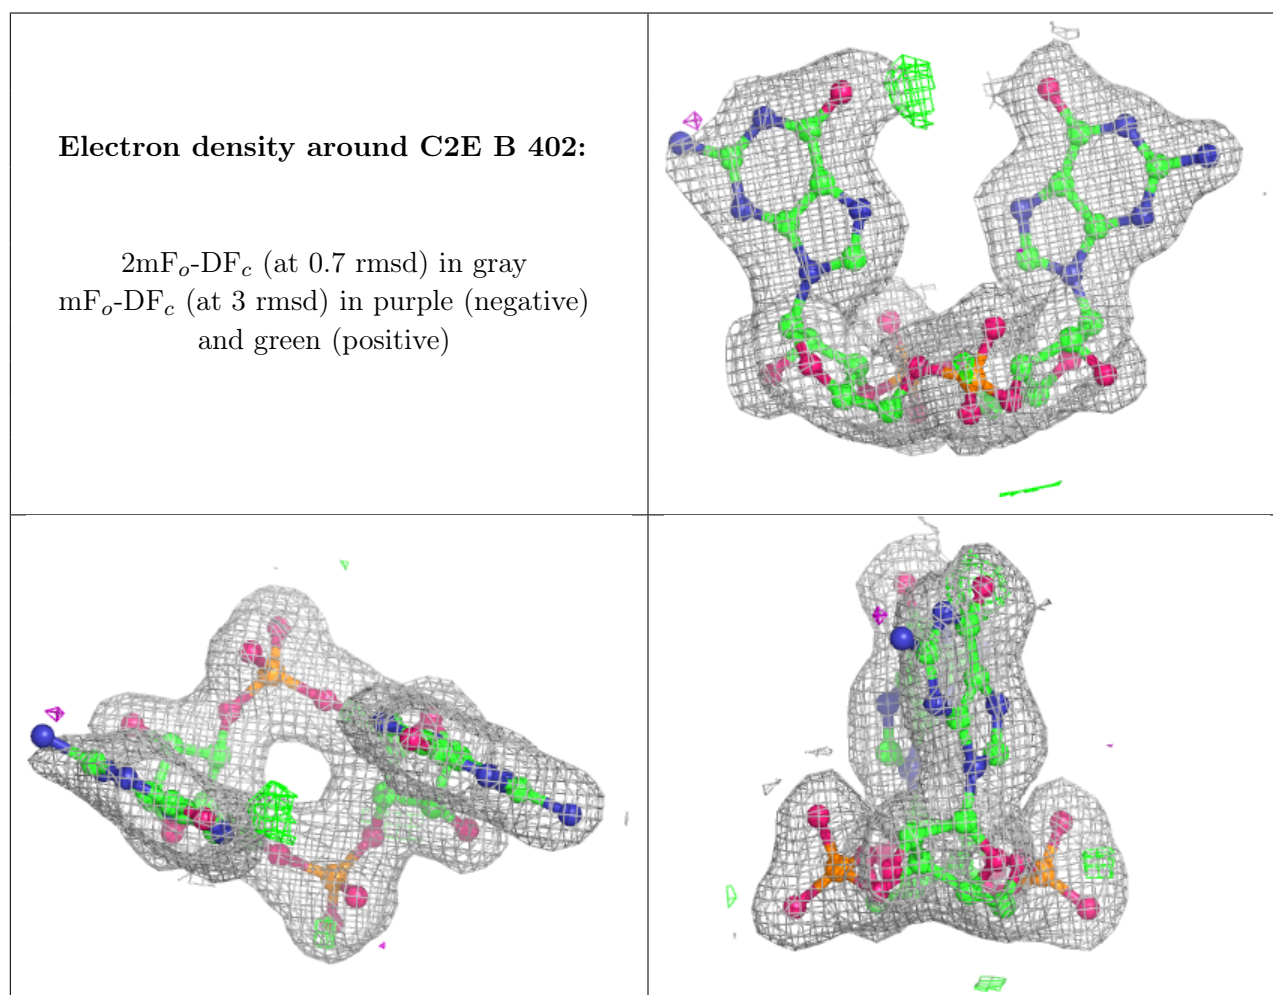 Electron density around C2E B 402:
2mFo-DFc (at 0.7 rmsd) in gray
mFo-DFc (at 3 rmsd) in purple (negative)
and green (positive)